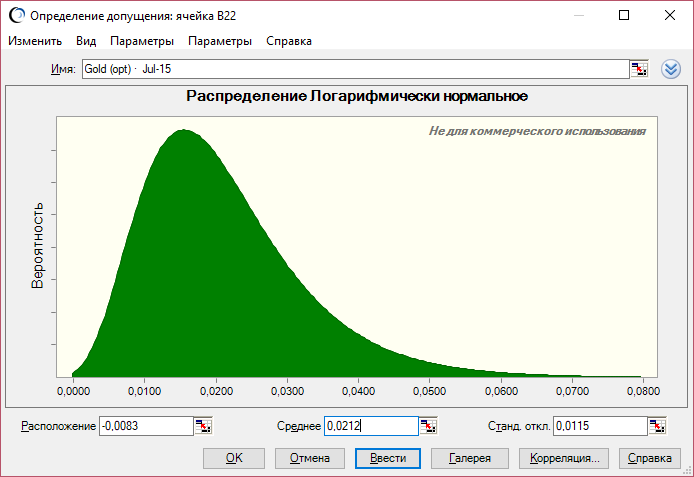 Определение допущения: ячейка B22
Изменить Вид Параметры Параметры Справка
Имя: Gold (opt) · Jul-15
Распределение Логарифмически нормальное
Не для коммерческого использования
Вероятность
0,0000 0,0100 0,0200 0,0300 0,0400 0,0500 0,0600 0,0700 0,0800
Расположение -0,0083 Среднее 0,0212 Станд. откл. 0,0115
OK Отмена Ввести Галерея Корреляция... Справка